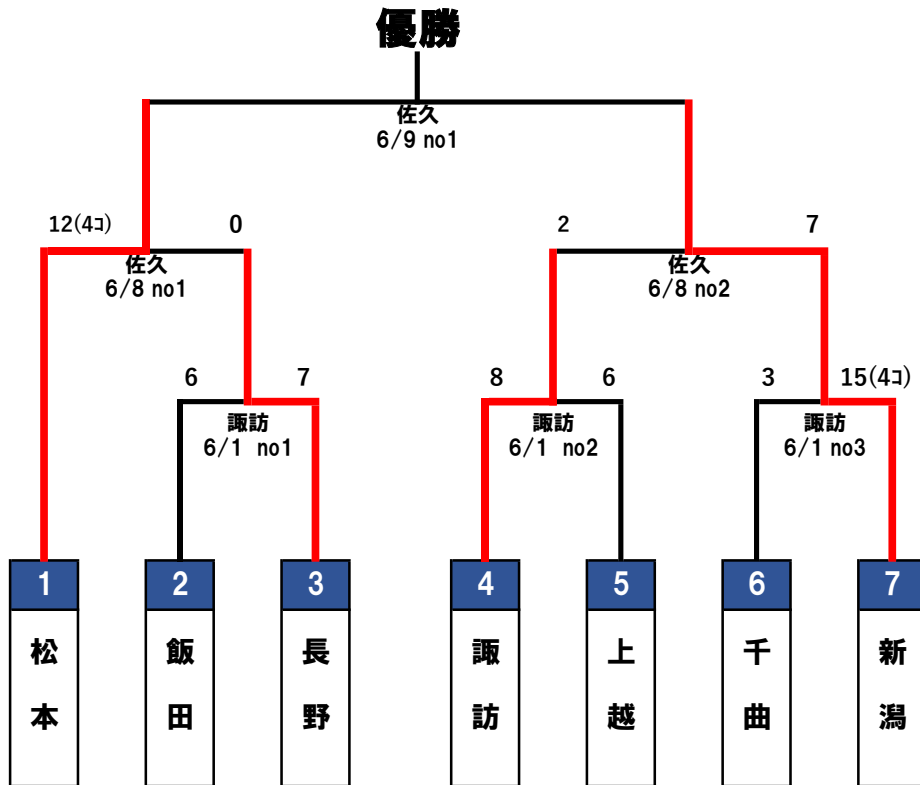 優勝
佐久
6/9 no1
12(4コ)
0
2
7
佐久
6/8 no1
佐久
6/8 no2
6
7
8
6
3
15(4コ)
諏訪
6/1 no1
諏訪
6/1 no2
諏訪
6/1 no3
1
2
3
4
5
6
7
松本
飯田
長野
諏訪
上越
千曲
新潟